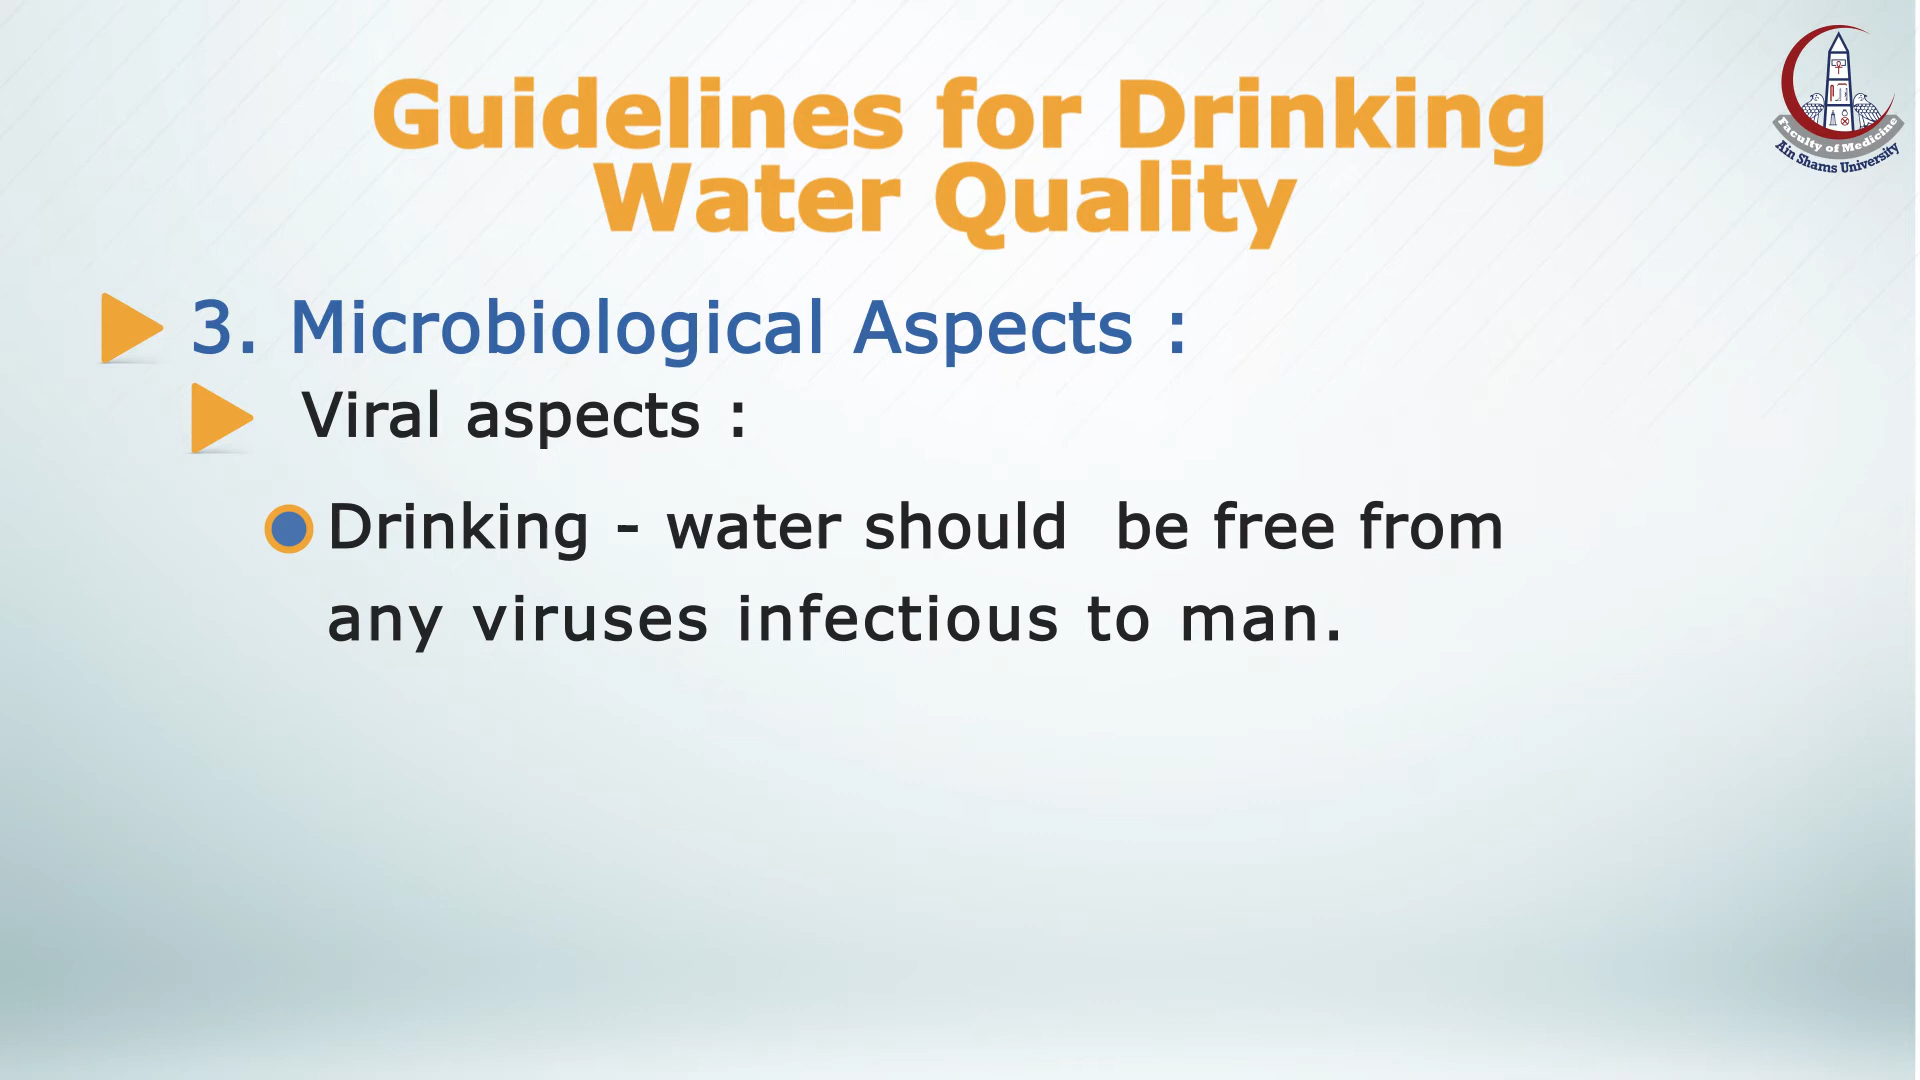 Guidelines for Drinking
Water Quality
Faculty of Medicine
Ain Shams University
3. Microbiological Aspects :
Viral aspects :
Drinking - water should be free from
any viruses infectious to man.